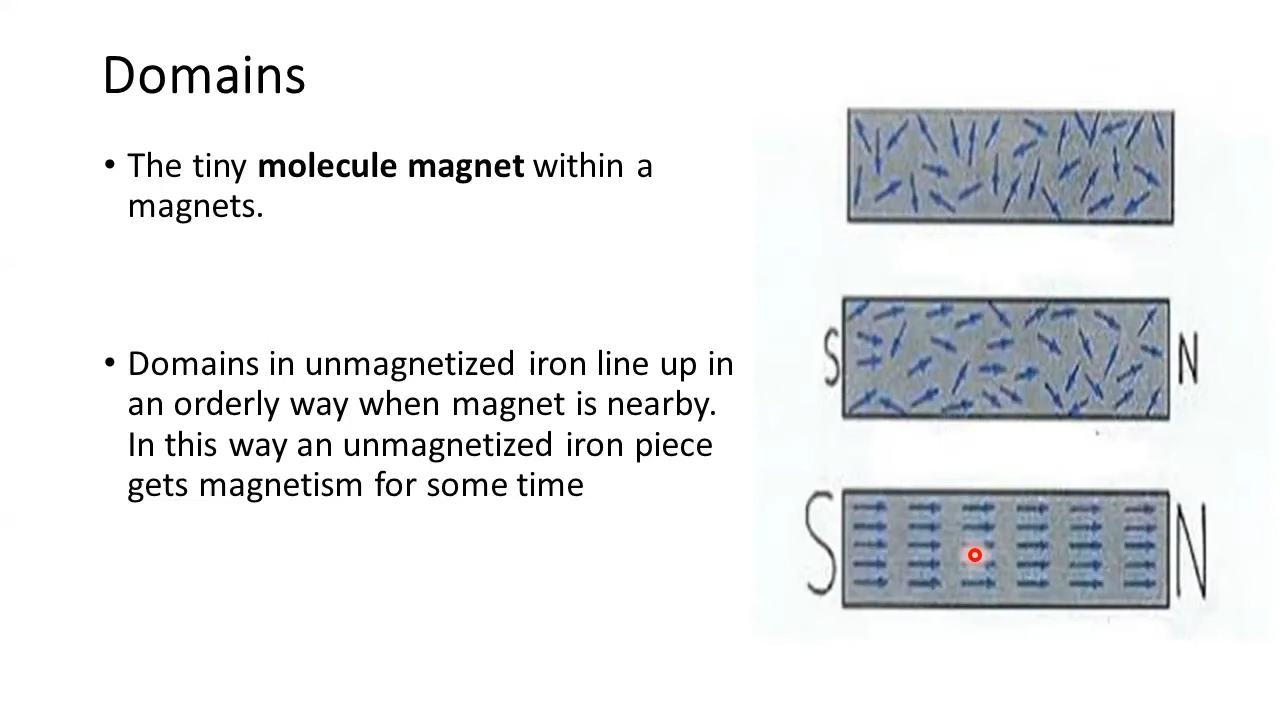 Domains
• The tiny molecule magnet within a
magnets.
• Domains in unmagnetized iron line up in
an orderly way when magnet is nearby.
In this way an unmagnetized iron piece
gets magnetism for some time
S N
S N